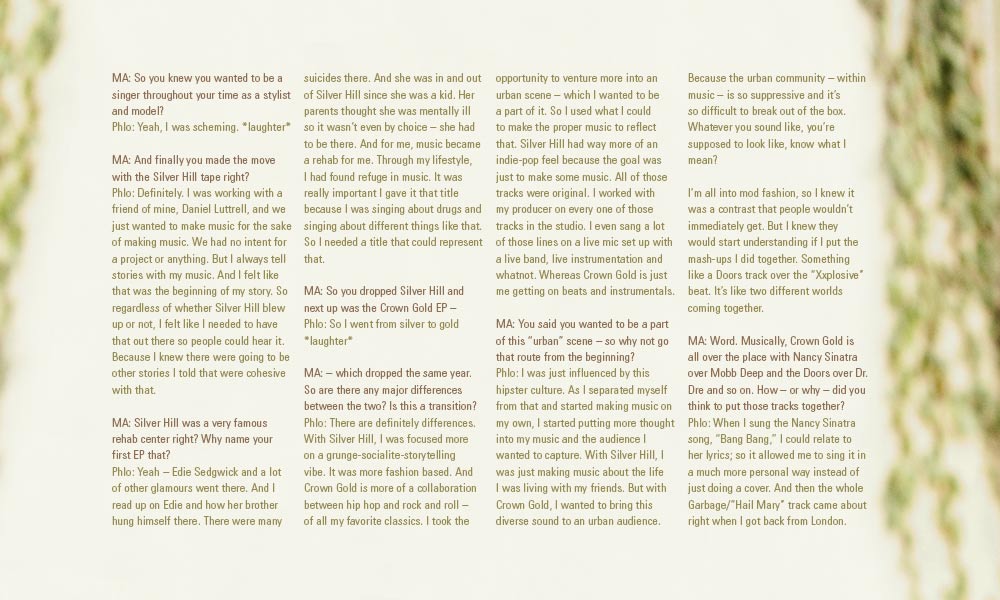 MA: So you knew you wanted to be a
singer throughout your time as a stylist
and model?
Phlo: Yeah, I was scheming. *laughter*
MA: And finally you made the move
with the Silver Hill tape right?
Phlo: Definitely. I was working with a
friend of mine, Daniel Luttrell, and we
just wanted to make music for the sake
of making music. We had no intent for
a project or anything. But I always tell
stories with my music. And I felt like
that was the beginning of my story. So
regardless of whether Silver Hill blew
up or not, I felt like I needed to have
that out there so people could hear it.
Because I knew there were going to be
other stories I told that were cohesive
with that.
MA: Silver Hill was a very famous
rehab center right? Why name your
first EP that?
Phlo: Yeah – Edie Sedgwick and a lot
of other glamours went there. And I
read up on Edie and how her brother
hung himself there. There were many
suicides there. And she was in and out
of Silver Hill since she was a kid. Her
parents thought she was mentally ill
so it wasn't even by choice – she had
to be there. And for me, music became
a rehab for me. Through my lifestyle,
I had found refuge in music. It was
really important I gave it that title
because I was singing about drugs and
singing about different things like that.
So I needed a title that could represent
that.
MA: So you dropped Silver Hill and
next up was the Crown Gold EP –
Phlo: So I went from silver to gold
*laughter*
MA: – which dropped the same year.
So are there any major differences
between the two? Is this a transition?
Phlo: There are definitely differences.
With Silver Hill, I was focused more
on a grunge-socialite-storytelling
vibe. It was more fashion based. And
Crown Gold is more of a collaboration
between hip hop and rock and roll –
of all my favorite classics. I took the
opportunity to venture more into an
urban scene – which I wanted to be
a part of it. So I used what I could
to make the proper music to reflect
that. Silver Hill had way more of an
indie-pop feel because the goal was
just to make some music. All of those
tracks were original. I worked with
my producer on every one of those
tracks in the studio. I even sang a lot
of those lines on a live mic set up with
a live band, live instrumentation and
whatnot. Whereas Crown Gold is just
me getting on beats and instrumentals.
MA: You said you wanted to be a part
of this "urban" scene – so why not go
that route from the beginning?
Phlo: I was just influenced by this
hipster culture. As I separated myself
from that and started making music on
my own, I started putting more thought
into my music and the audience I
wanted to capture. With Silver Hill, I
was just making music about the life
I was living with my friends. But with
Crown Gold, I wanted to bring this
diverse sound to an urban audience.
Because the urban community – within
music – is so suppressive and it's
so difficult to break out of the box.
Whatever you sound like, you're
supposed to look like, know what I
mean?
I'm all into mod fashion, so I knew it
was a contrast that people wouldn't
immediately get. But I knew they
would start understanding if I put the
mash-ups I did together. Something
like a Doors track over the "Xxplosive"
beat. It's like two different worlds
coming together.
MA: Word. Musically, Crown Gold is
all over the place with Nancy Sinatra
over Mobb Deep and the Doors over Dr.
Dre and so on. How – or why – did you
think to put those tracks together?
Phlo: When I sung the Nancy Sinatra
song, "Bang Bang," I could relate to
her lyrics; so it allowed me to sing it in
a much more personal way instead of
just doing a cover. And then the whole
Garbage/"Hail Mary" track came about
right when I got back from London.